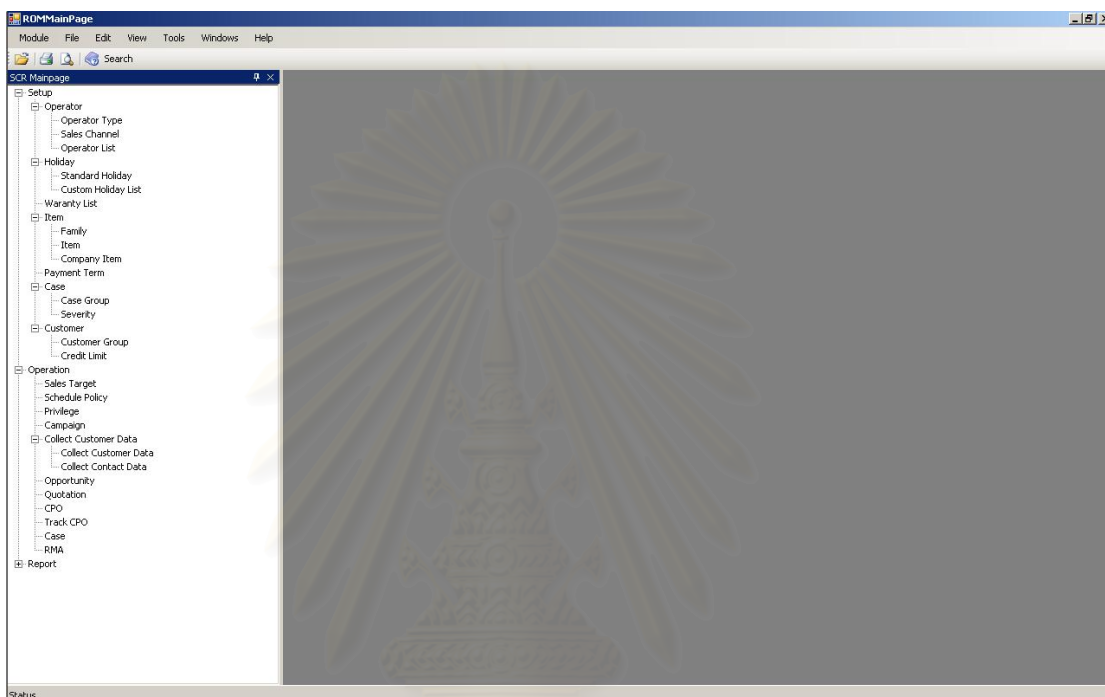 ROMMainPage
Module File Edit View Tools Windows Help
Search
SCR Mainpage
Setup
Operator
Operator Type
Sales Channel
Operator List
Holiday
Standard Holiday
Custom Holiday List
Waranty List
Item
Family
Item
Company Item
Payment Term
Case
Case Group
Severity
Customer
Customer Group
Credit Limit
Operation
Sales Target
Schedule Policy
Privilege
Campaign
Collect Customer Data
Collect Customer Data
Collect Contact Data
Opportunity
Quotation
CPO
Track CPO
Case
RMA
Report
Status